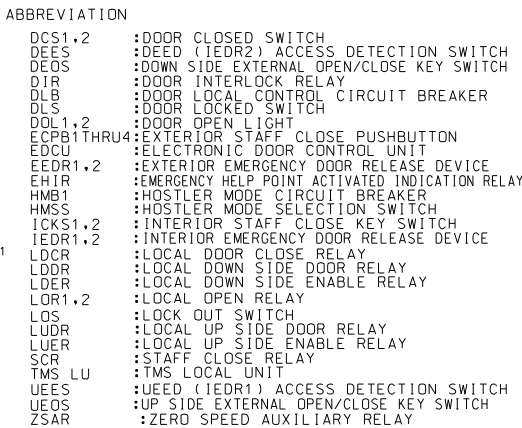 ABBREVIATION
DCS1,2 :DOOR CLOSED SWITCH
DEES :DEED (IEDR2) ACCESS DETECTION SWITCH
DEOS :DOWN SIDE EXTERNAL OPEN/CLOSE KEY SWITCH
DIR :DOOR INTERLOCK RELAY
DLB :DOOR LOCAL CONTROL CIRCUIT BREAKER
DLS :DOOR LOCKED SWITCH
DOL1,2 :DOOR OPEN LIGHT
ECPB1THRU4:EXTERIOR STAFF CLOSE PUSHBUTTON
EDCU :ELECTRONIC DOOR CONTROL UNIT
EEDR1,2 :EXTERIOR EMERGENCY DOOR RELEASE DEVICE
EHIR :EMERGENCY HELP POINT ACTIVATED INDICATION RELAY
HMB1 :HOSTLER MODE CIRCUIT BREAKER
HMSS :HOSTLER MODE SELECTION SWITCH
ICKS1,2 :INTERIOR STAFF CLOSE KEY SWITCH
IEDR1,2 :INTERIOR EMERGENCY DOOR RELEASE DEVICE
1
LDCR :LOCAL DOOR CLOSE RELAY
LDDR :LOCAL DOWN SIDE DOOR RELAY
LDER :LOCAL DOWN SIDE ENABLE RELAY
LOR1,2 :LOCAL OPEN RELAY
LOS :LOCK OUT SWITCH
LUDR :LOCAL UP SIDE DOOR RELAY
LUER :LOCAL UP SIDE ENABLE RELAY
SCR :STAFF CLOSE RELAY
TMS LU :TMS LOCAL UNIT
UEES :UEED (IEDR1) ACCESS DETECTION SWITCH
UEOS :UP SIDE EXTERNAL OPEN/CLOSE KEY SWITCH
ZSAR :ZERO SPEED AUXILIARY RELAY